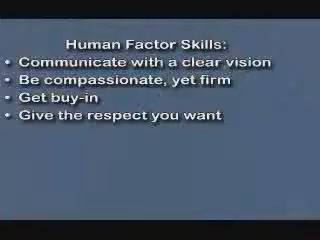 Human Factor Skills:
• Communicate with a clear vision
• Be compassionate, yet firm
• Get buy-in
• Give the respect you want